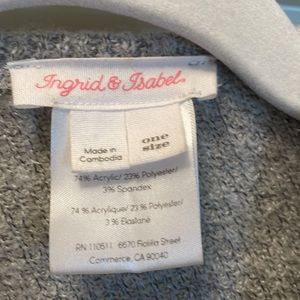 Ingrid & Isabel
Made in
Cambodia
one
size
74% Acrylic/ 23% Polyester/
3% Spandex
74 % Acrylique/ 23 % Polyester/
3 % Élastane
RN 110511 6670 Flotilla Street
Commerce, CA 90040